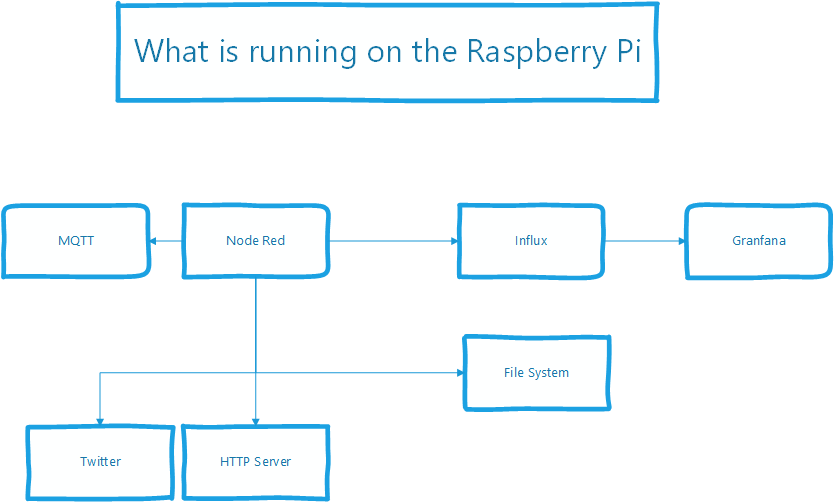 What is running on the Raspberry Pi
MQTT
Node Red
Influx
Granfana
File System
Twitter
HTTP Server